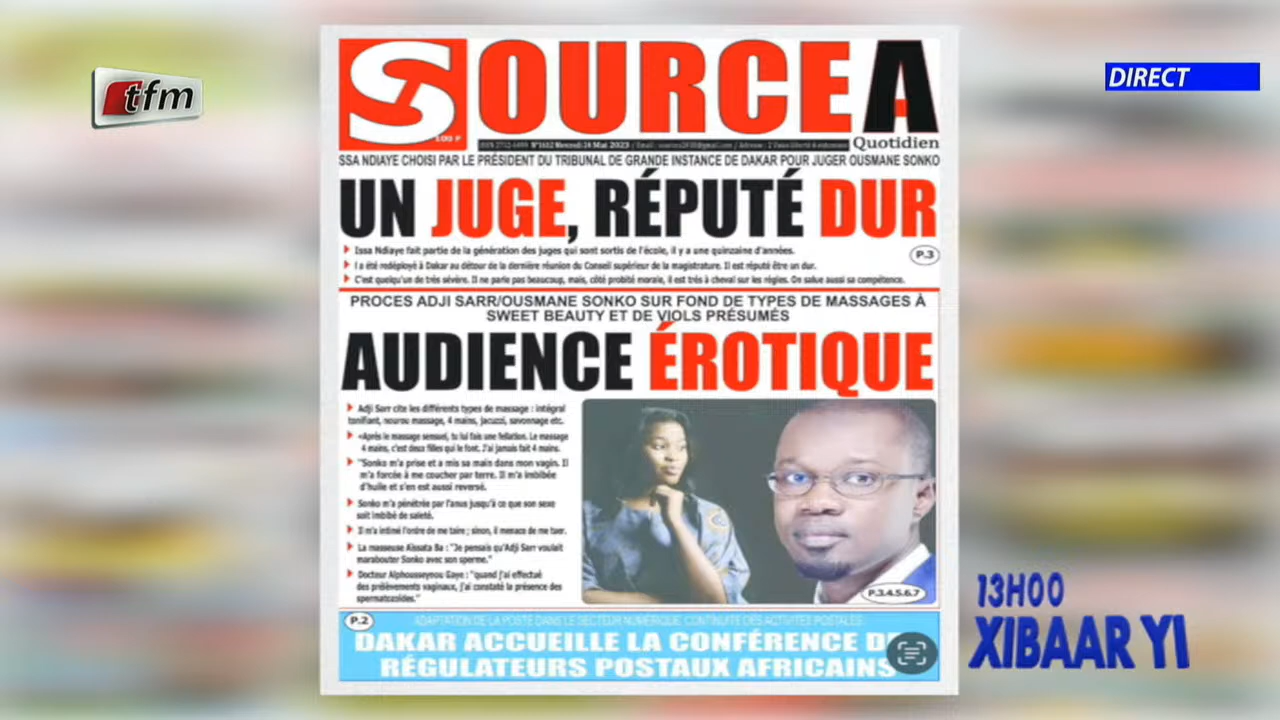 tfm
DIRECT
SOURCE A
100 F
N°1612 Mercredi 24 Mai 2023
Quotidien
SSA NDIAYE CHOISI PAR LE PRÉSIDENT DU TRIBUNAL DE GRANDE INSTANCE DE DAKAR POUR JUGER OUSMANE SONKO
UN JUGE, RÉPUTÉ DUR
Issa Ndiaye fait partie de la génération des juges qui sont sortis de l'école, il y a une quinzaine d'années.
P.3
I a été redéployé à Dakar au détour de la dernière réunion du Conseil supérieur de la magistrature. Il est réputé être un dur.
C'est quelqu'un de très sévère. Il ne parle pas beaucoup, mais, côté probité morale, il est très à cheval sur les règles. On salue aussi sa compétence.
PROCES ADJI SARR/OUSMANE SONKO SUR FOND DE TYPES DE MASSAGES À
SWEET BEAUTY ET DE VIOLS PRÉSUMÉS
AUDIENCE ÉROTIQUE
Adji Sarr cite les différents types de massage : intégral
tonifiant, nourou massage, 4 mains, jacuzzi, savonnage etc.
«Après le massage sensuel, tu lui fais une fellation. Le massage
4 mains, c'est deux filles qui le font. J'ai jamais fait 4 mains.
"Sonko m'a prise et a mis sa main dans mon vagin. Il
m'a forcée à me coucher par terre. Il m'a imbibée
d'huile et s'en est aussi reversé.
Sonko m'a pénétrée par l'anus jusqu'à ce que son sexe
soit imbibé de saleté.
Il m'a intimé l'ordre de me taire ; sinon, il menace de me tuer.
La masseuse Aïssata Ba : "Je pensais qu'Adji Sarr voulait
marabouter Sonko avec son sperme."
Docteur Alphousseynou Gaye : "quand j'ai effectué
des prélèvements vaginaux, j'ai constaté la présence des
spermatozoïdes."
P.3.4.5.6.7
P.2
ADAPTATION DE LA POSTE DANS LE SECTEUR NUMÉRIQUE, CONTINUITÉ DES ACTIVITÉS POSTALES
DAKAR ACCUEILLE LA CONFÉRENCE DE
RÉGULATEURS POSTAUX AFRICAINS
13H00
XIBAAR YI